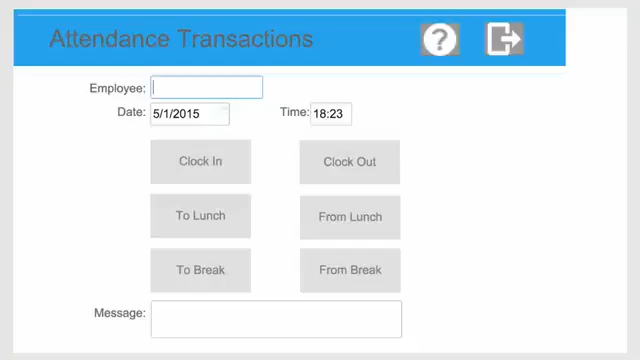 Attendance Transactions
?
Employee:
Date: 5/1/2015 Time: 18:23
Clock In Clock Out
To Lunch From Lunch
To Break From Break
Message: